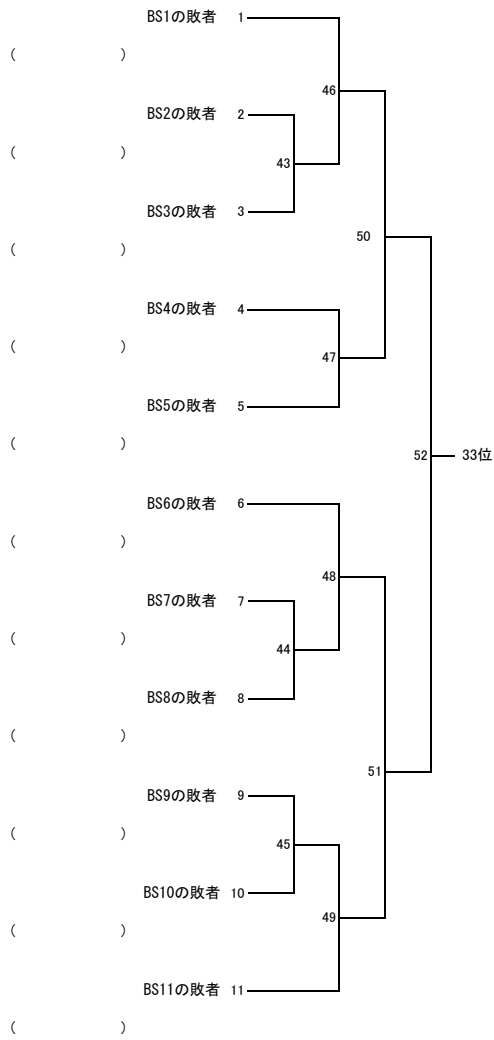 BS1の敗者 1
( )
46
BS2の敗者 2
( )
43
BS3の敗者 3
50
( )
BS4の敗者 4
( )
47
BS5の敗者 5
( )
52 33位
BS6の敗者 6
( )
48
BS7の敗者 7
( )
44
BS8の敗者 8
( )
51
BS9の敗者 9
( )
45
BS10の敗者 10
49
( )
BS11の敗者 11
( )